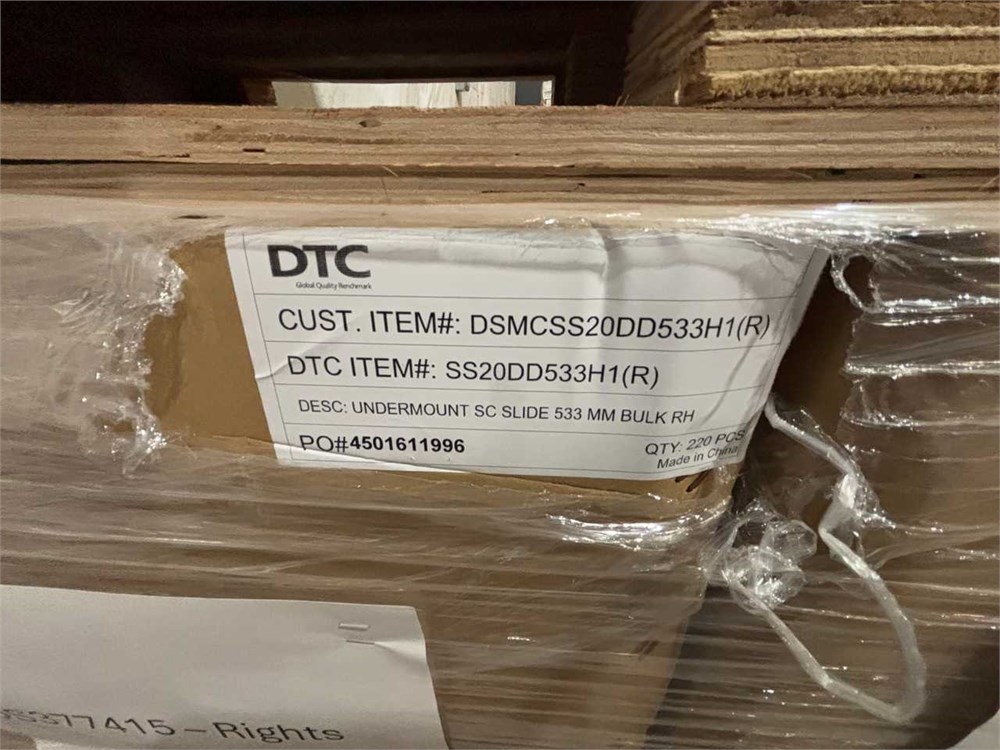 DTC
Global Quality Benchmark
CUST. ITEM#: DSMCSS20DD533H1(R)
DTC ITEM#: SS20DD533H1(R)
DESC: UNDERMOUNT SC SLIDE 533 MM BULK RH
PO#4501611996
QTY: 220 PCS
Made in China
377415 – Rights